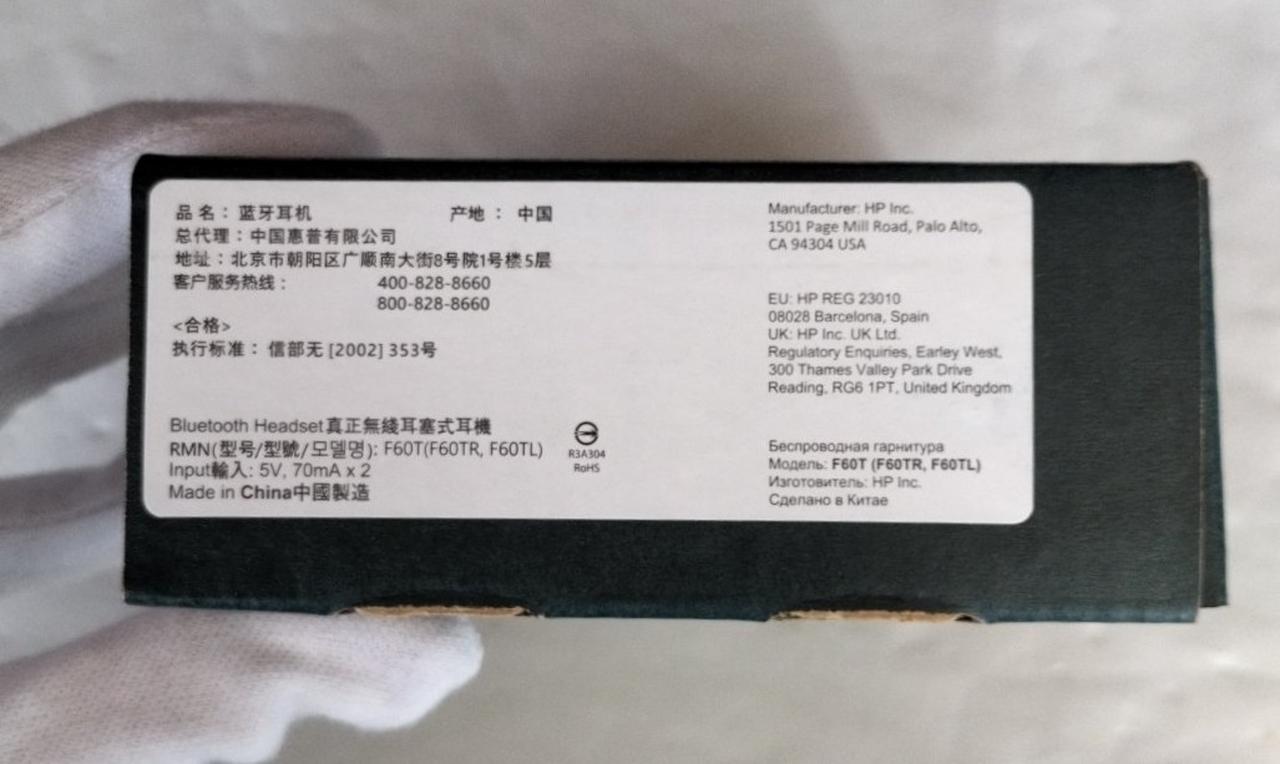 品 名： 蓝牙耳机 产地 ： 中国
总代理：中国惠普有限公司
地址：北京市朝阳区广顺南大街8号院1号楼5层
客户服务热线： 400-828-8660
800-828-8660
<合格>
执行标准： 信部无 [2002] 353号
Bluetooth Headset真正無綫耳塞式耳機
RMN(型号/型號/모델명): F60T(F60TR, F60TL)
Input輸入: 5V, 70mA x 2
Made in China中國製造
R3A304
RoHS
Manufacturer: HP Inc.
1501 Page Mill Road, Palo Alto,
CA 94304 USA
EU: HP REG 23010
08028 Barcelona, Spain
UK: HP Inc. UK Ltd.
Regulatory Enquiries, Earley West,
300 Thames Valley Park Drive
Reading, RG6 1PT, United Kingdom
Беспроводная гарнитура
Модель: F60T (F60TR, F60TL)
Изготовитель: HP Inc.
Сделано в Китае